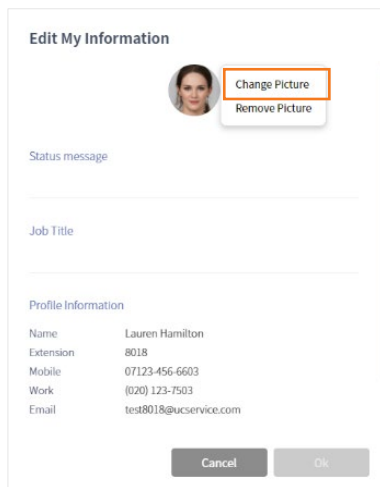 Edit My Information
Change Picture
Remove Picture
Status message
Job Title
Profile Information
Name Lauren Hamilton
Extension 8018
Mobile 07123-456-6603
Work (020) 123-7503
Email test8018@ucservice.com
Cancel Ok